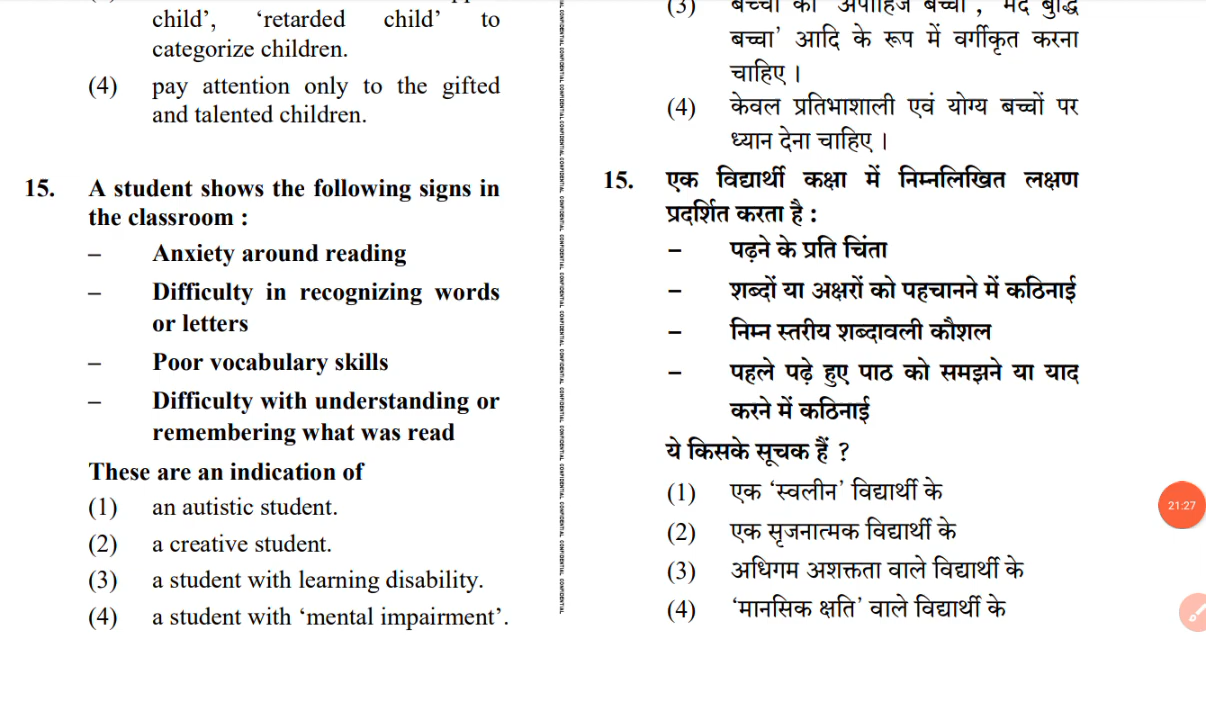 child’, ‘retarded child’ to
categorize children.
(4) pay attention only to the gifted
and talented children.
15. A student shows the following signs in
the classroom :
– Anxiety around reading
– Difficulty in recognizing words
or letters
– Poor vocabulary skills
– Difficulty with understanding or
remembering what was read
These are an indication of
(1) an autistic student.
(2) a creative student.
(3) a student with learning disability.
(4) a student with ‘mental impairment’.
(3) बच्चों को ‘अपाहिज बच्चा’, ‘मंद बुद्धि
बच्चा’ आदि के रूप में वर्गीकृत करना
चाहिए ।
(4) केवल प्रतिभाशाली एवं योग्य बच्चों पर
ध्यान देना चाहिए ।
15. एक विद्यार्थी कक्षा में निम्नलिखित लक्षण
प्रदर्शित करता है :
– पढ़ने के प्रति चिंता
– शब्दों या अक्षरों को पहचानने में कठिनाई
– निम्न स्तरीय शब्दावली कौशल
– पहले पढ़े हुए पाठ को समझने या याद
करने में कठिनाई
ये किसके सूचक हैं ?
(1) एक ‘स्वलीन’ विद्यार्थी के
(2) एक सृजनात्मक विद्यार्थी के
(3) अधिगम अशक्तता वाले विद्यार्थी के
(4) ‘मानसिक क्षति’ वाले विद्यार्थी के
21:27